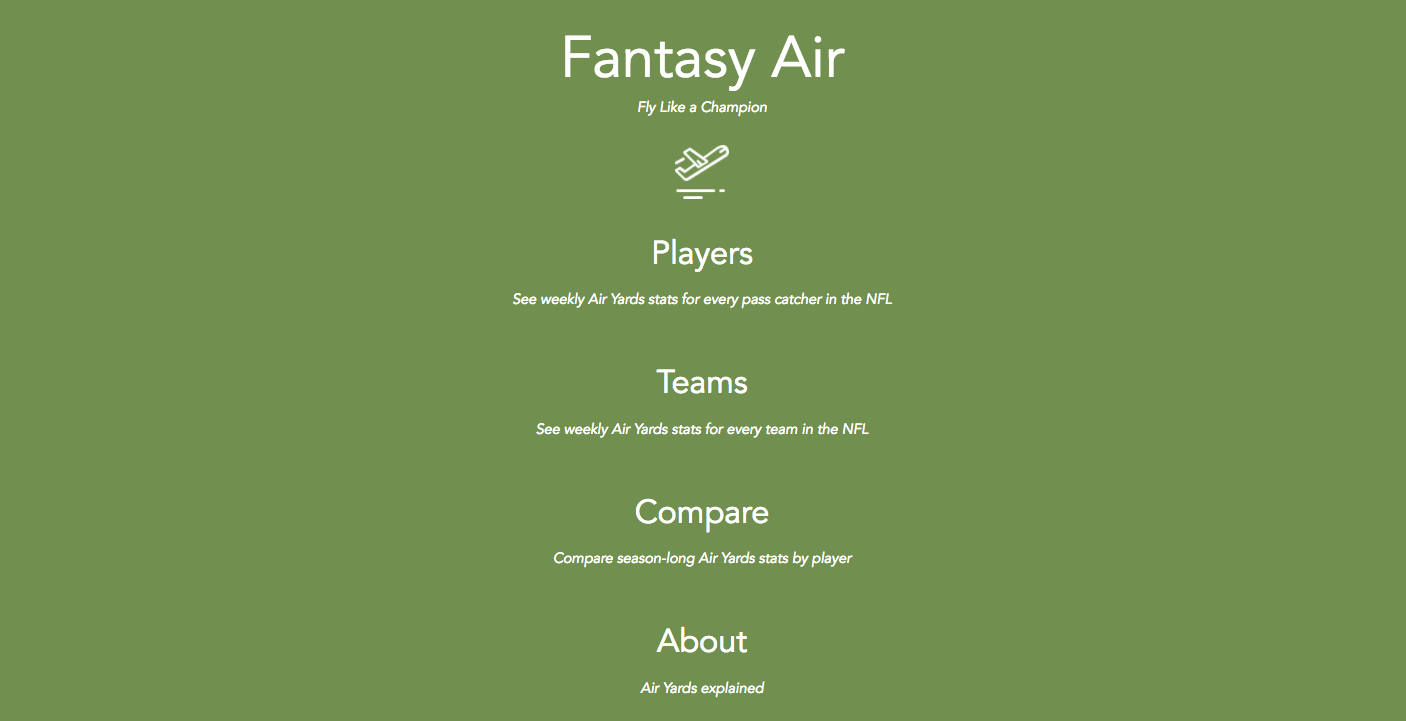 Fantasy Air
Fly Like a Champion
Players
See weekly Air Yards stats for every pass catcher in the NFL
Teams
See weekly Air Yards stats for every team in the NFL
Compare
Compare season-long Air Yards stats by player
About
Air Yards explained